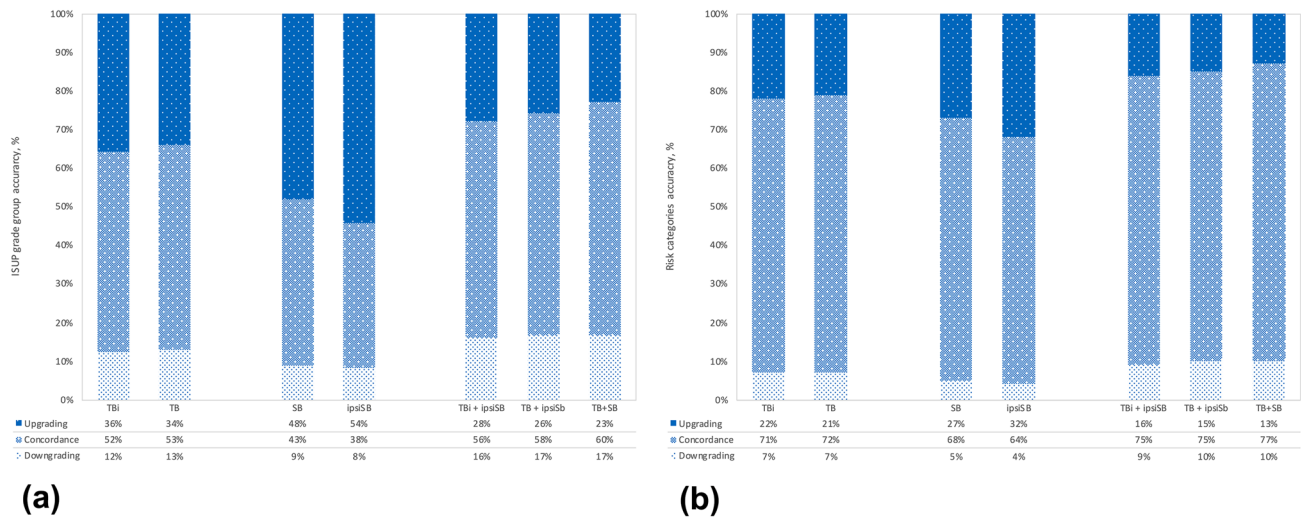 100%
90%
80%
70%
60%
50%
40%
30%
20%
10%
0%
ISUP grade group accurarcy, %
TBi TB SB ipsiSB TBi + ipsiSB TB + ipsiSb TB+SB
Upgrading 36% 34% 48% 54% 28% 26% 23%
Concordance 52% 53% 43% 38% 56% 58% 60%
Downgrading 12% 13% 9% 8% 16% 17% 17%
(a)
100%
90%
80%
70%
60%
50%
40%
30%
20%
10%
0%
Risk categories accuracry, %
TBi TB SB ipsiSB TBi + ipsiSB TB + ipsiSb TB+SB
Upgrading 22% 21% 27% 32% 16% 15% 13%
Concordance 71% 72% 68% 64% 75% 75% 77%
Downgrading 7% 7% 5% 4% 9% 10% 10%
(b)